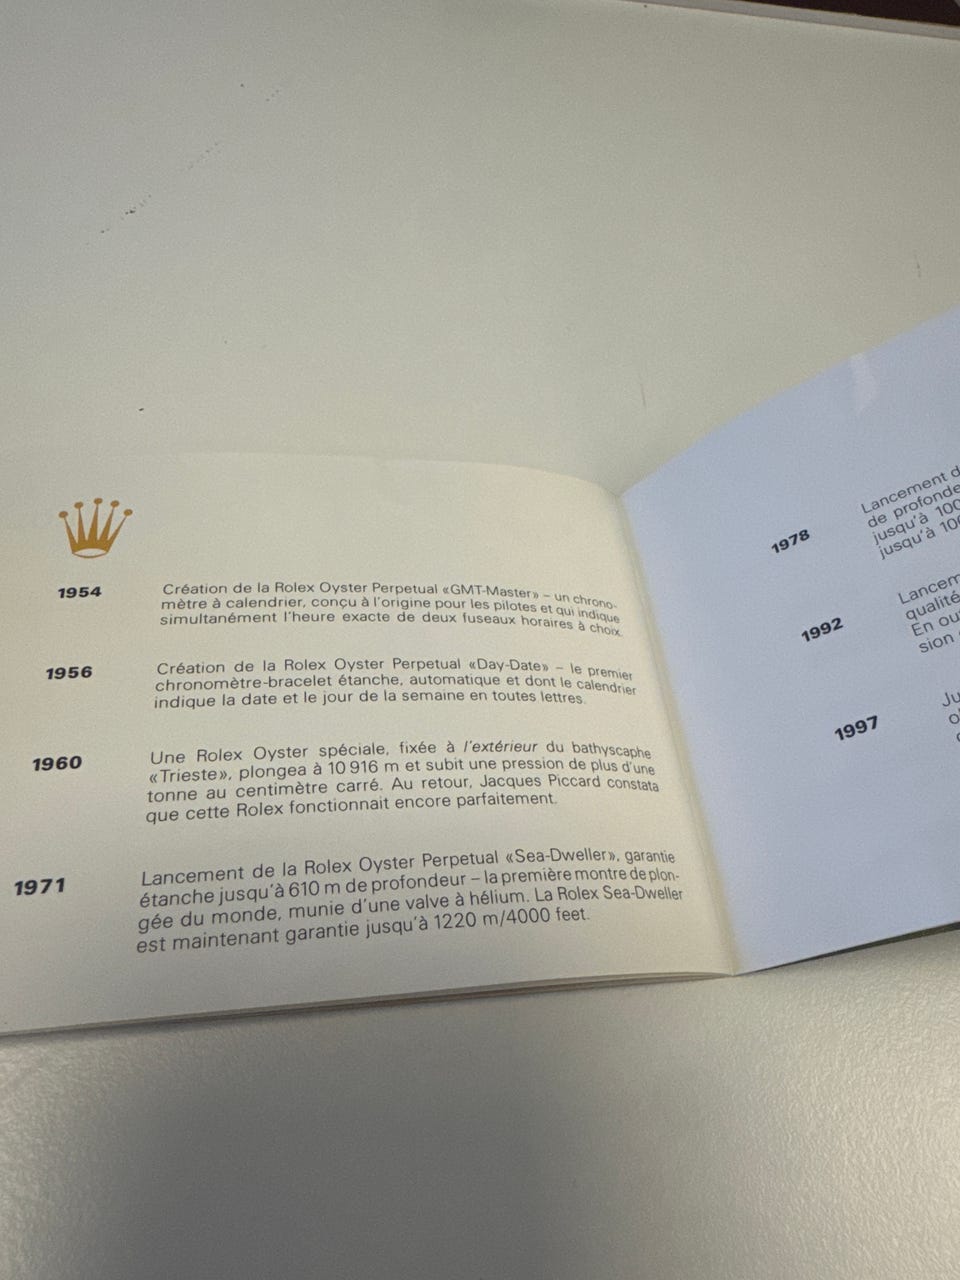 1954
Création de la Rolex Oyster Perpetual «GMT-Master» – un chrono-
mètre à calendrier, conçu à l'origine pour les pilotes et qui indique
simultanément l'heure exacte de deux fuseaux horaires à choix.
1956
Création de la Rolex Oyster Perpetual «Day-Date» – le premier
chronomètre-bracelet étanche, automatique et dont le calendrier
indique la date et le jour de la semaine en toutes lettres.
1960
Une Rolex Oyster spéciale, fixée à l'extérieur du bathyscaphe
«Trieste», plongea à 10 916 m et subit une pression de plus d'une
tonne au centimètre carré. Au retour, Jacques Piccard constata
que cette Rolex fonctionnait encore parfaitement.
1971
Lancement de la Rolex Oyster Perpetual «Sea-Dweller», garantie
étanche jusqu'à 610 m de profondeur – la première montre de plon-
gée du monde, munie d'une valve à hélium. La Rolex Sea-Dweller
est maintenant garantie jusqu'à 1220 m/4000 feet.
1978
Lancement
de
jusqu'à
jusqu'à
1992
qualité
En
sion
1997